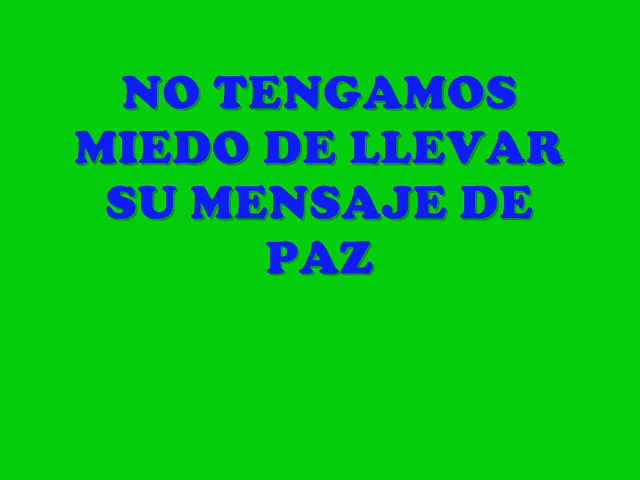 NO TENGAMOS
MIEDO DE LLEVAR
SU MENSAJE DE
PAZ